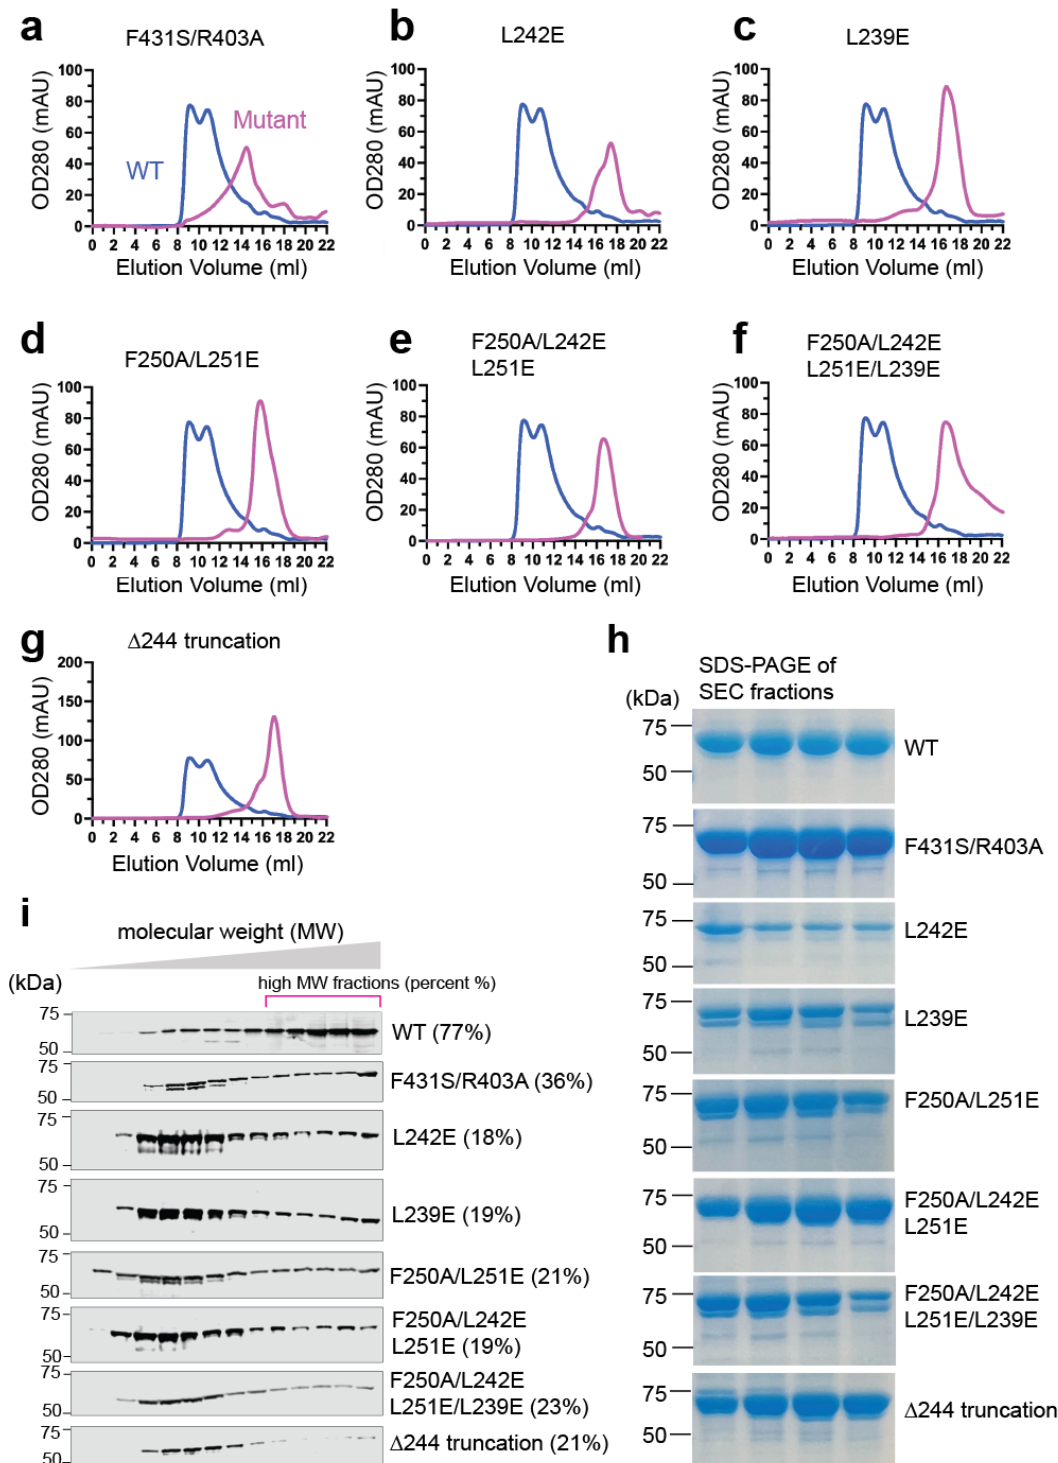 a
F431S/R403A
OD280 (mAU)
100
80
60
40
20
0
WT
Mutant
0 2 4 6 8 10 12 14 16 18 20 22
Elution Volume (ml)
b
L242E
OD280 (mAU)
100
80
60
40
20
0
0 2 4 6 8 10 12 14 16 18 20 22
Elution Volume (ml)
c
L239E
OD280 (mAU)
100
80
60
40
20
0
0 2 4 6 8 10 12 14 16 18 20 22
Elution Volume (ml)
d
F250A/L251E
OD280 (mAU)
100
80
60
40
20
0
0 2 4 6 8 10 12 14 16 18 20 22
Elution Volume (ml)
e
F250A/L242E
L251E
OD280 (mAU)
100
80
60
40
20
0
0 2 4 6 8 10 12 14 16 18 20 22
Elution Volume (ml)
f
F250A/L242E
L251E/L239E
OD280 (mAU)
100
80
60
40
20
0
0 2 4 6 8 10 12 14 16 18 20 22
Elution Volume (ml)
g
Δ244 truncation
OD280 (mAU)
200
150
100
50
0
0 2 4 6 8 10 12 14 16 18 20 22
Elution Volume (ml)
h
SDS-PAGE of
SEC fractions
(kDa)
75
50
WT
75
50
F431S/R403A
75
50
L242E
75
50
L239E
75
50
F250A/L251E
75
50
F250A/L242E
L251E
75
50
F250A/L242E
L251E/L239E
75
50
Δ244 truncation
i
molecular weight (MW)
(kDa)
high MW fractions (percent %)
75
50
WT (77%)
75
50
F431S/R403A (36%)
75
50
L242E (18%)
75
50
L239E (19%)
75
50
F250A/L251E (21%)
75
50
F250A/L242E
L251E (19%)
75
50
F250A/L242E
L251E/L239E (23%)
75
50
Δ244 truncation (21%)